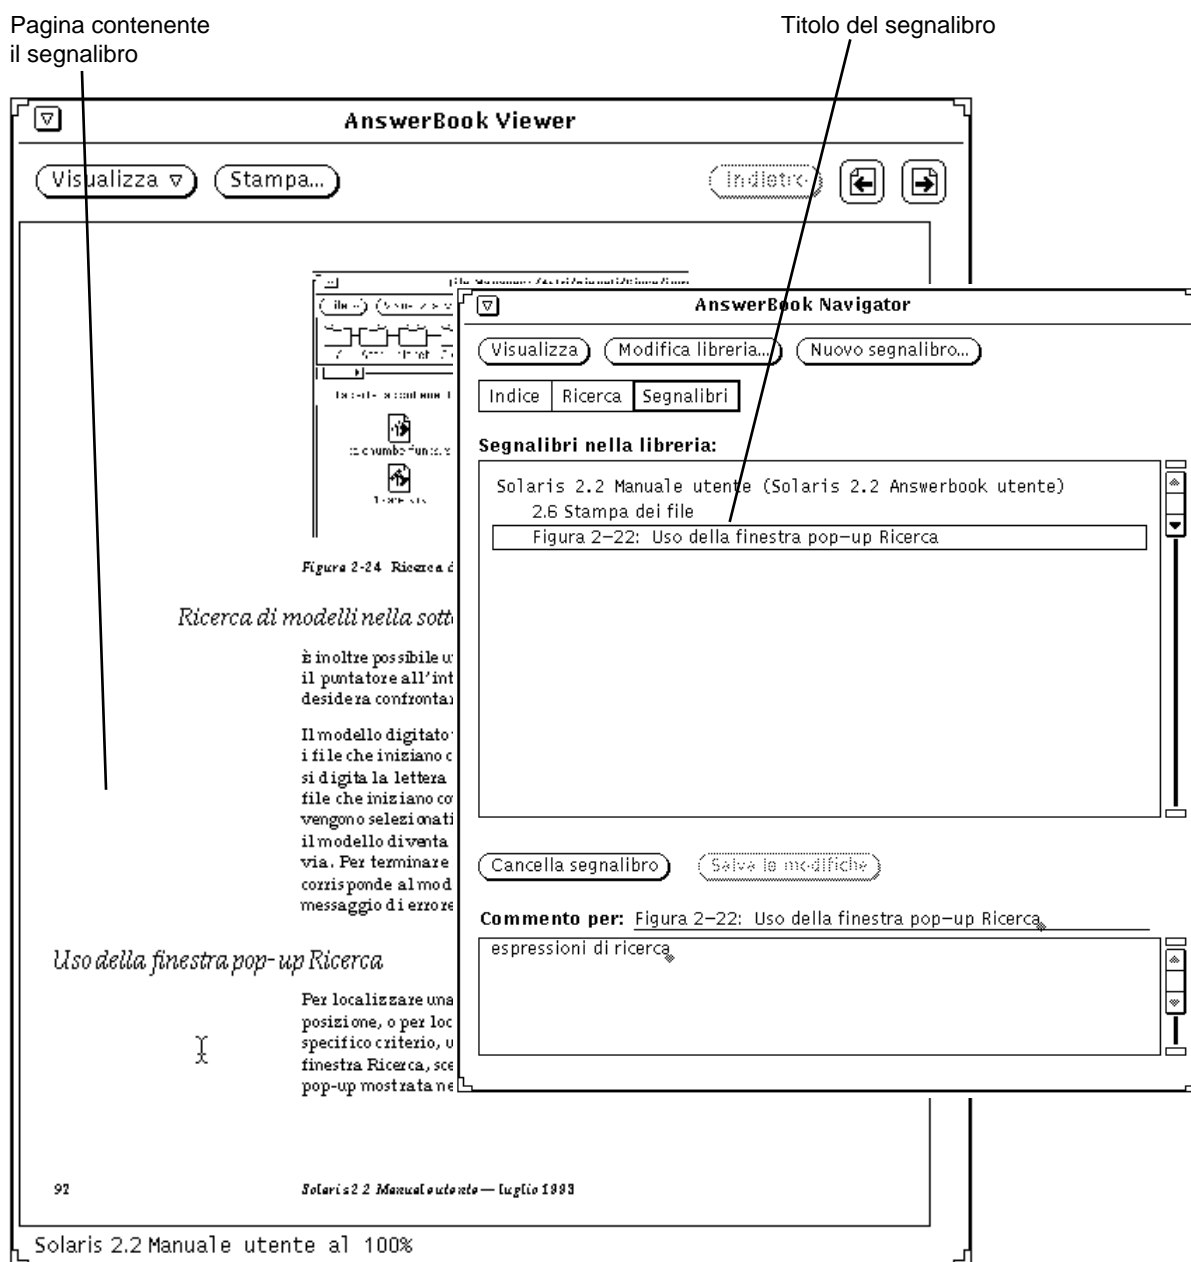 Pagina contenente
il segnalibro
Titolo del segnalibro
AnswerBook Viewer
Visualizza
Stampa...
Indietro
Figura 2-24 Ricerca d
Ricerca di modelli nella sott
È inoltre possibile u
il puntatore all'int
desidera confronta
Il modello digitato
i file che iniziano c
si digita la lettera
file che iniziano co
vengono selezionati
il modello diventa
via. Per terminare
corrisponde al mod
messaggio di errore
Uso della finestra pop-up Ricerca
Per localizzare una
posizione, o per loc
specifico criterio, u
finestra Ricerca, sce
pop-up mostrata ne
92
Solaris 2.2 Manuale utente — luglio 1993
Solaris 2.2 Manuale utente al 100%
AnswerBook Navigator
Visualizza
Modifica libreria...
Nuovo segnalibro...
Indice
Ricerca
Segnalibri
Segnalibri nella libreria:
Solaris 2.2 Manuale utente (Solaris 2.2 Answerbook utente)
2.6 Stampa dei file
Figura 2-22: Uso della finestra pop-up Ricerca
Cancella segnalibro
Salva le modifiche
Commento per: Figura 2-22: Uso della finestra pop-up Ricerca
espressioni di ricerca